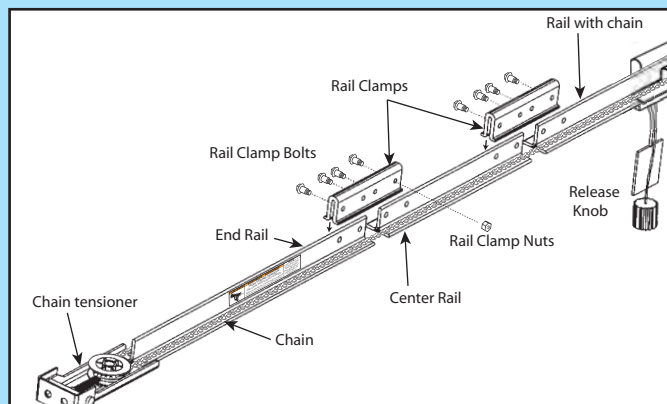 Rail with chain
Rail Clamps
Rail Clamp Bolts
Release
Knob
End Rail
Rail Clamp Nuts
Center Rail
Chain tensioner
Chain